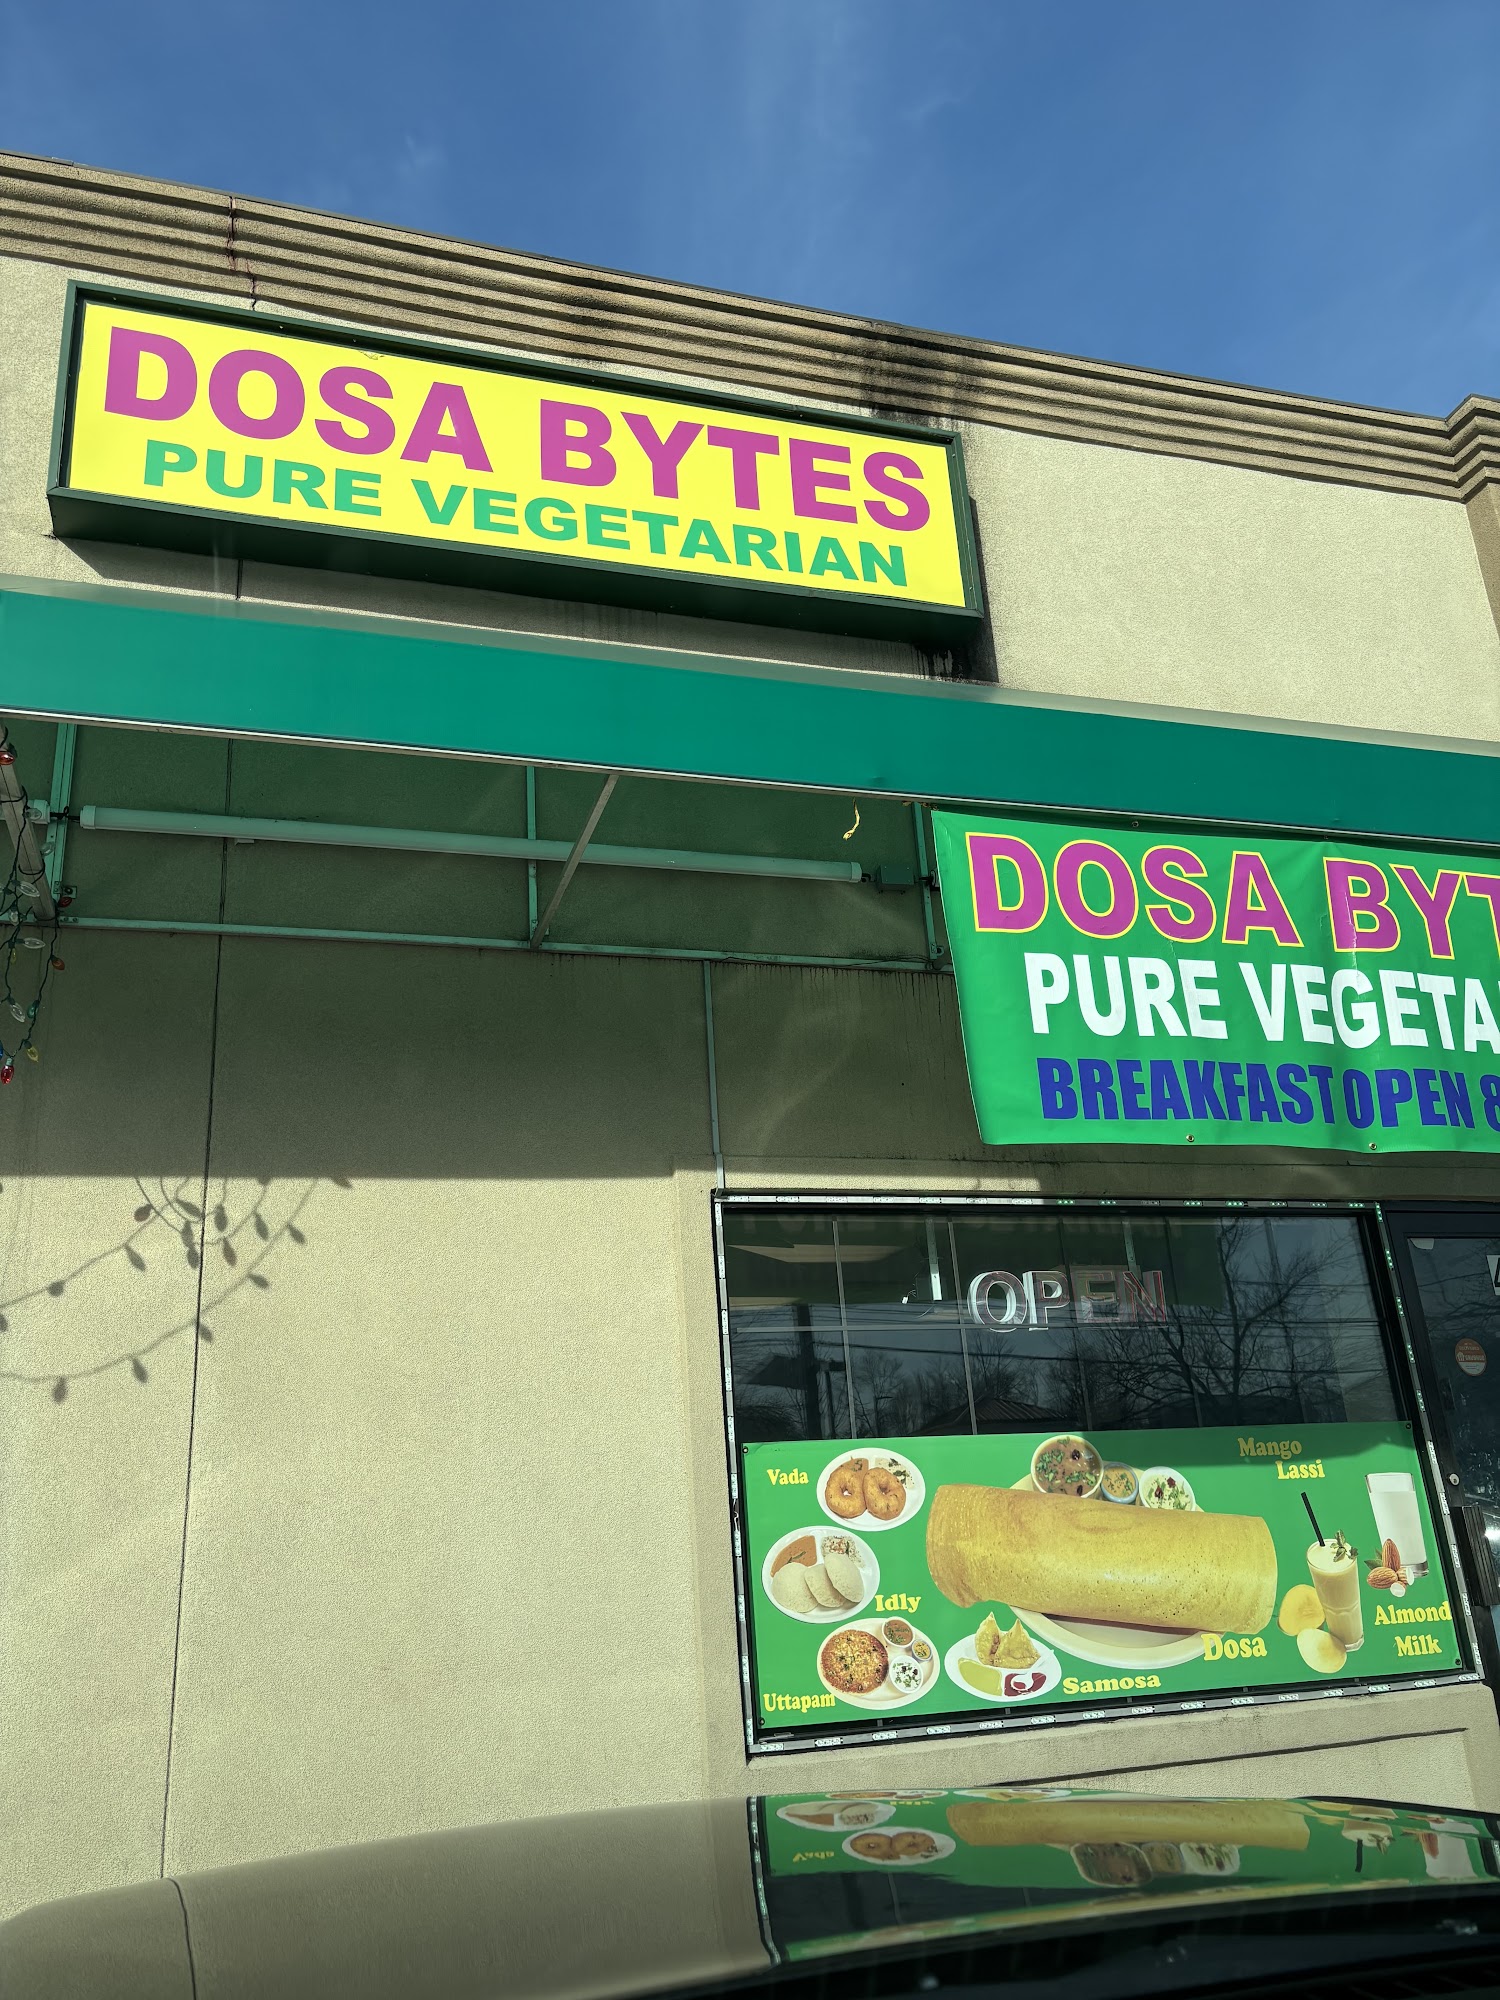 DOSA BYTES
PURE VEGETARIAN
DOSA BYT
PURE VEGETA
BREAKFAST OPEN &
OPEN
Vada
Mango
Lassi
Idly
Almond
Milk
Dosa
Samosa
Uttapam